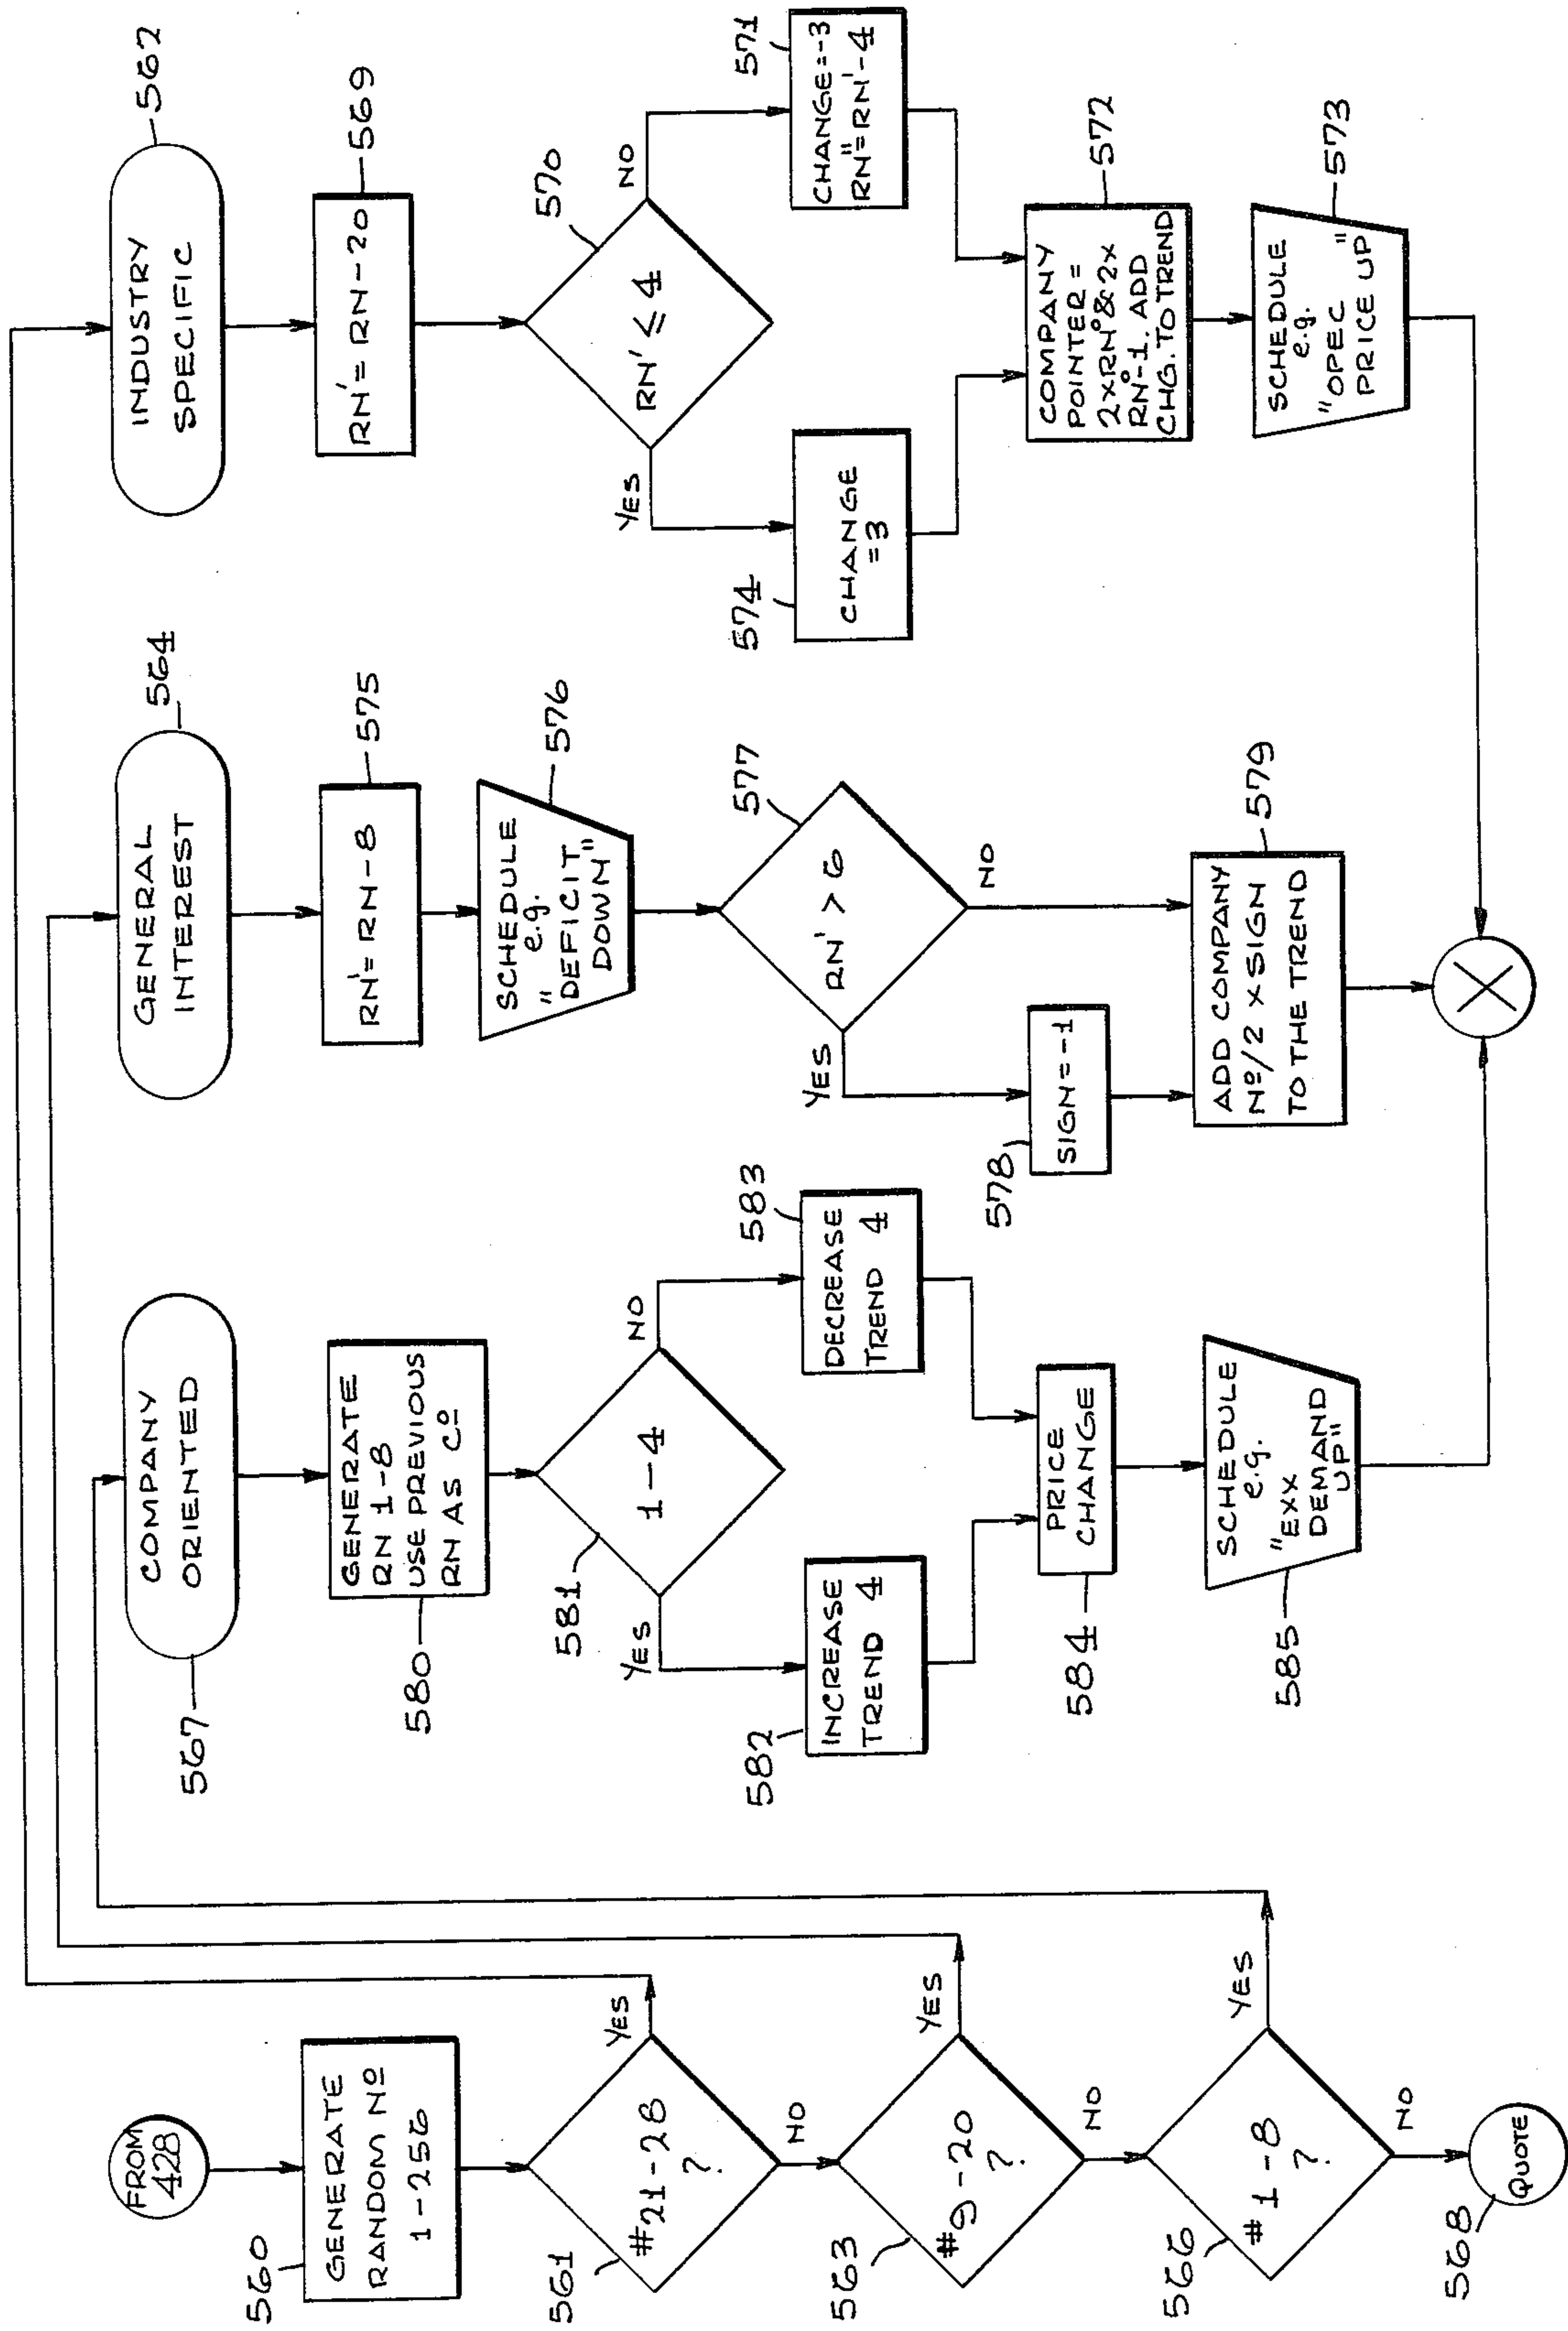 FROM
428
560
GENERATE
RANDOM Nº
1-256
561
#21-28
?
YES
NO
563
#9-20
?
YES
NO
566
#1-8
?
YES
NO
568
QUOTE
567
COMPANY
ORIENTED
580
GENERATE
RN 1-8
USE PREVIOUS
RN AS Cº
581
1-4
YES
NO
582
INCREASE
TREND 4
583
DECREASE
TREND 4
584
PRICE
CHANGE
585
SCHEDULE
e.g.
"EXX
DEMAND
UP"
564
GENERAL
INTEREST
575
RN'= RN-8
576
SCHEDULE
e.g.
"DEFICIT
DOWN"
577
RN' > 6
YES
NO
578
SIGN=-1
579
ADD COMPANY
Nº/2 x SIGN
TO THE TREND
562
INDUSTRY
SPECIFIC
569
RN'= RN-20
570
RN' ≤ 4
YES
NO
574
CHANGE
=3
571
CHANGE=-3
RN"=RN'-4
572
COMPANY
POINTER =
2xRNº&2x
RNº-1. ADD
CHG. TO TREND
573
SCHEDULE
e.g.
"OPEC
PRICE UP"